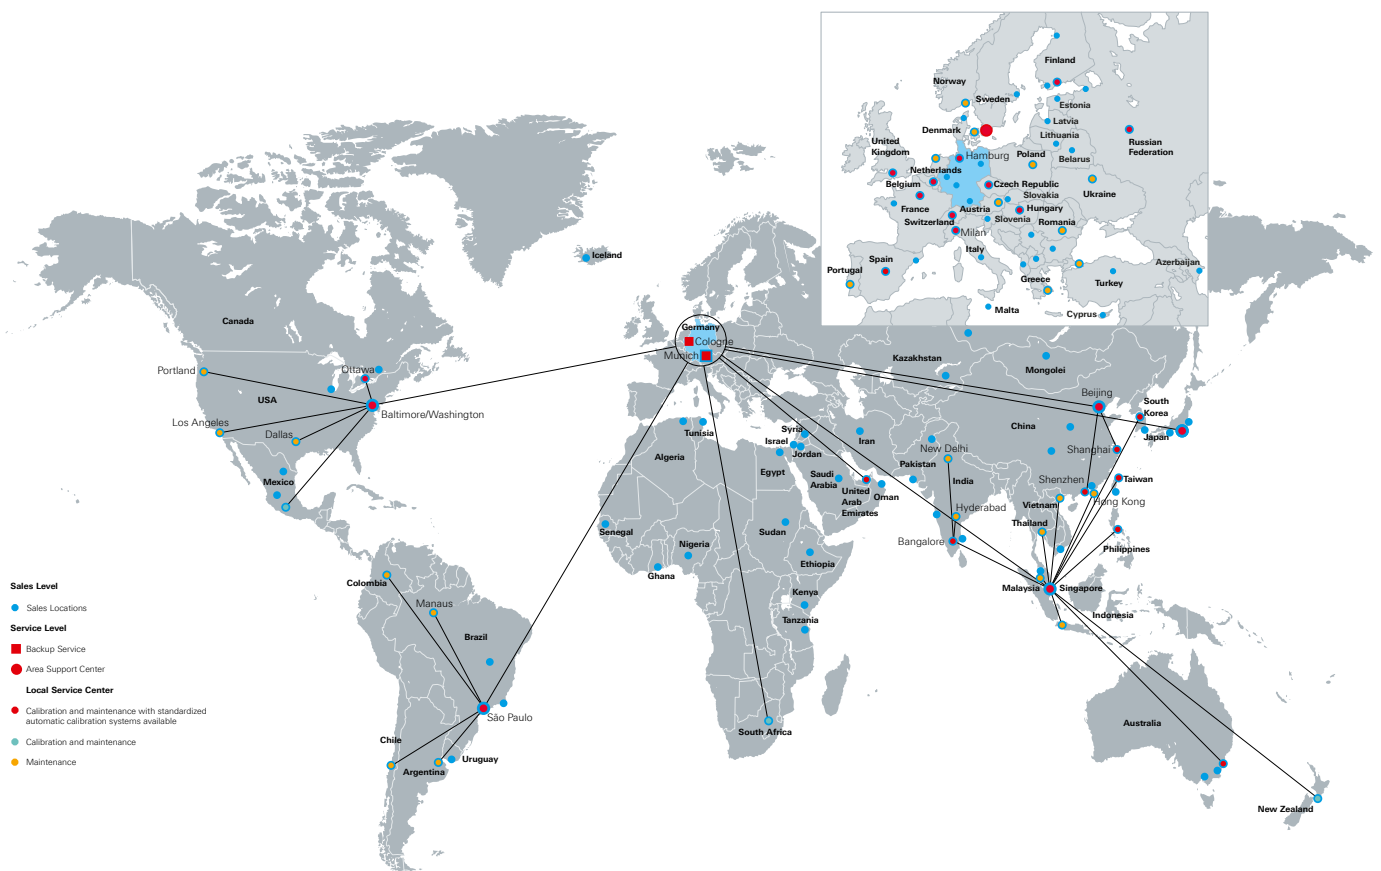 Finland
Norway
Sweden
Estonia
Denmark
Latvia
Lithuania
United
Kingdom
Russian
Federation
Hamburg
Poland
Belarus
Netherlands
Belgium
Czech Republic
Slovakia
Ukraine
France
Austria
Hungary
Switzerland
Slovenia
Romania
Milan
Italy
Spain
Portugal
Greece
Turkey
Azerbaijan
Malta
Cyprus
Iceland
Canada
Germany
Cologne
Munich
Portland
Ottawa
USA
Baltimore/Washington
Los Angeles
Dallas
Mexico
Kazakhstan
Mongolei
Beijing
South
Korea
China
Japan
Shanghai
Tunisia
Algeria
Syria
Israel
Jordan
Iran
Egypt
Saudi
Arabia
United
Arab
Emirates
Oman
New Delhi
Pakistan
India
Hyderabad
Bangalore
Shenzhen
Taiwan
Hong Kong
Vietnam
Thailand
Philippines
Senegal
Nigeria
Ghana
Sudan
Ethiopia
Kenya
Tanzania
Malaysia
Singapore
Indonesia
Colombia
Manaus
Brazil
São Paulo
Chile
Argentina
Uruguay
South Africa
Australia
New Zealand
Sales Level
Sales Locations
Service Level
Backup Service
Area Support Center
Local Service Center
Calibration and maintenance with standardized
automatic calibration systems available
Calibration and maintenance
Maintenance